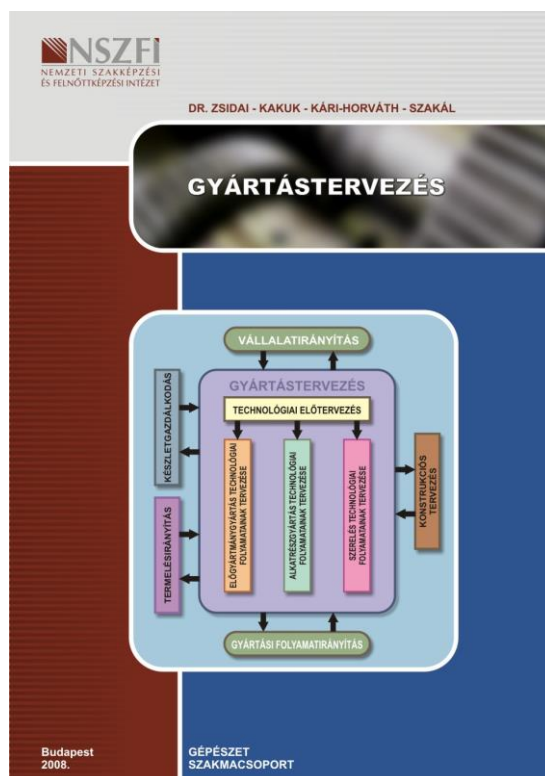 NSZFI
NEMZETI SZAKKÉPZÉSI
ÉS FELNŐTTKÉPZÉSI INTÉZET
DR. ZSIDAI - KAKUK - KÁRI-HORVÁTH - SZAKÁL
GYÁRTÁSTERVEZÉS
VÁLLALATIRÁNYÍTÁS
GYÁRTÁSTERVEZÉS
TECHNOLÓGIAI ELŐTERVEZÉS
KÉSZLETGAZDÁLKODÁS
TERMELÉSIRÁNYÍTÁS
ELŐGYÁRTMÁNYGYÁRTÁS TECHNOLÓGIAI
FOLYAMATAINAK TERVEZÉSE
ALKATRÉSZGYÁRTÁS TECHNOLÓGIAI
FOLYAMATAINAK TERVEZÉSE
SZERELÉS TECHNOLÓGIAI
FOLYAMATAINAK TERVEZÉSE
KONSTRUKCIÓS
TERVEZÉS
GYÁRTÁSI FOLYAMATIRÁNYÍTÁS
Budapest
2008.
GÉPÉSZET
SZAKMACSOPORT